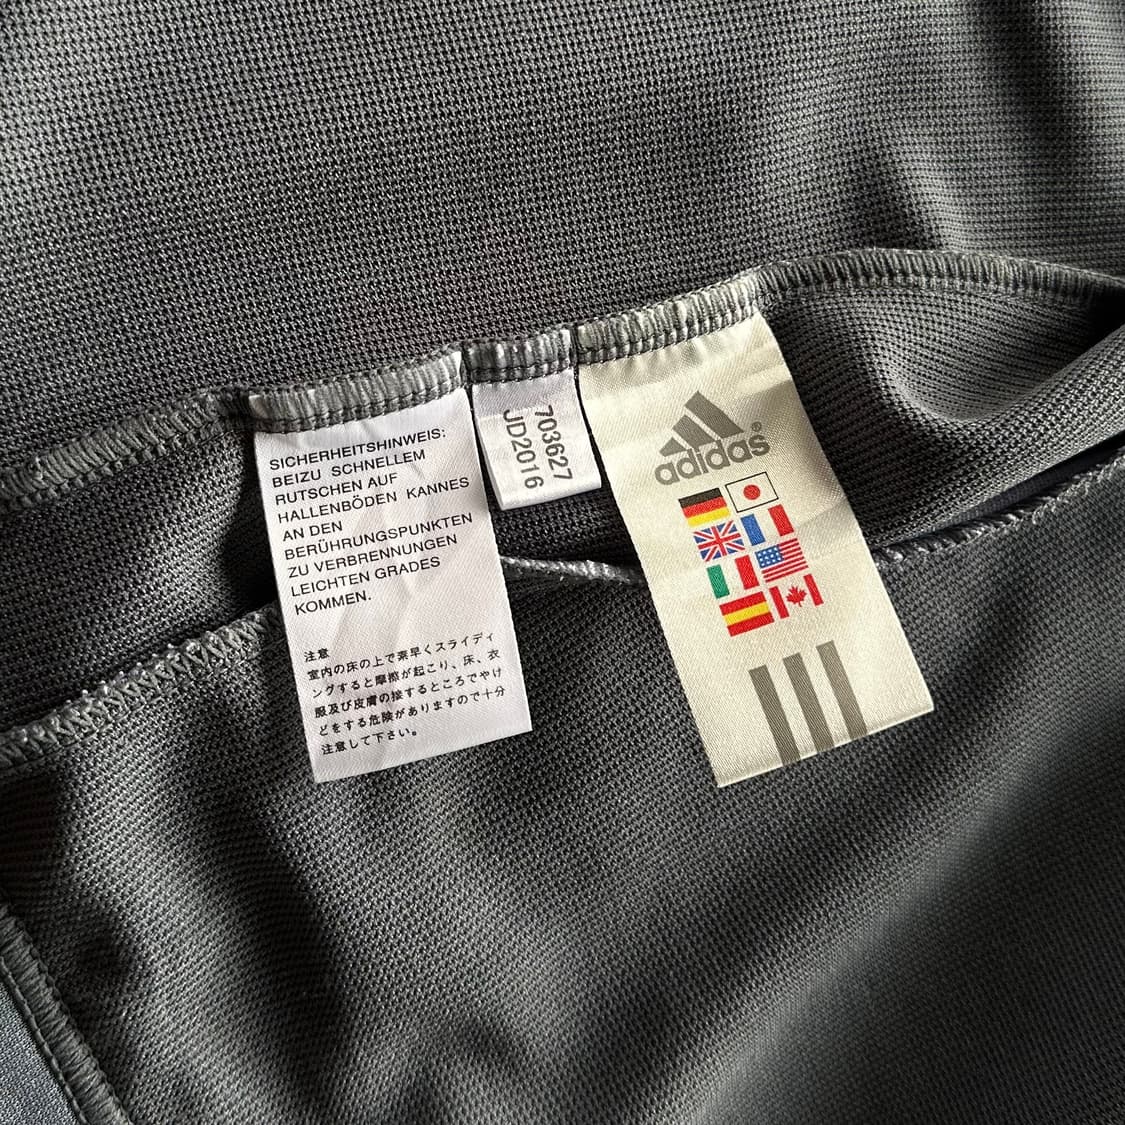 SICHERHEITSHINWEIS:
BEIZU SCHNELLEM
RUTSCHEN AUF
HALLENBÖDEN KANNES
AN DEN
BERÜHRUNGSPUNKTEN
ZU VERBRENNUNGEN
LEICHTEN GRADES
KOMMEN.
注意
室内の床の上で素早くスライディ
ングすると摩擦が起こり、床、衣
服及び皮膚の接するところでやけ
どをする危険がありますので十分
注意して下さい。
703627
JD2016
adidas®